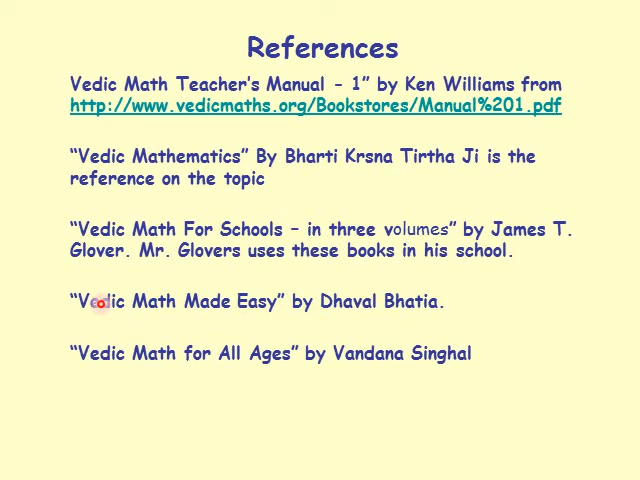 References
Vedic Math Teacher's Manual - 1” by Ken Williams from
http://www.vedicmaths.org/Bookstores/Manual%201.pdf
“Vedic Mathematics” By Bharti Krsna Tirtha Ji is the
reference on the topic
“Vedic Math For Schools – in three volumes” by James T.
Glover. Mr. Glovers uses these books in his school.
“Vedic Math Made Easy” by Dhaval Bhatia.
“Vedic Math for All Ages” by Vandana Singhal